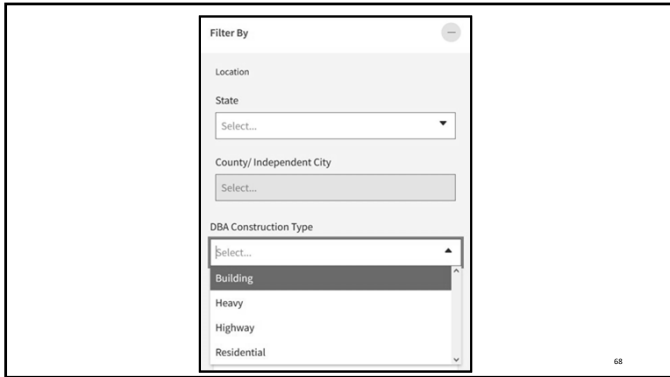 Filter By
Location
State
Select...
County/ Independent City
Select...
DBA Construction Type
Select...
Building
Heavy
Highway
Residential
68